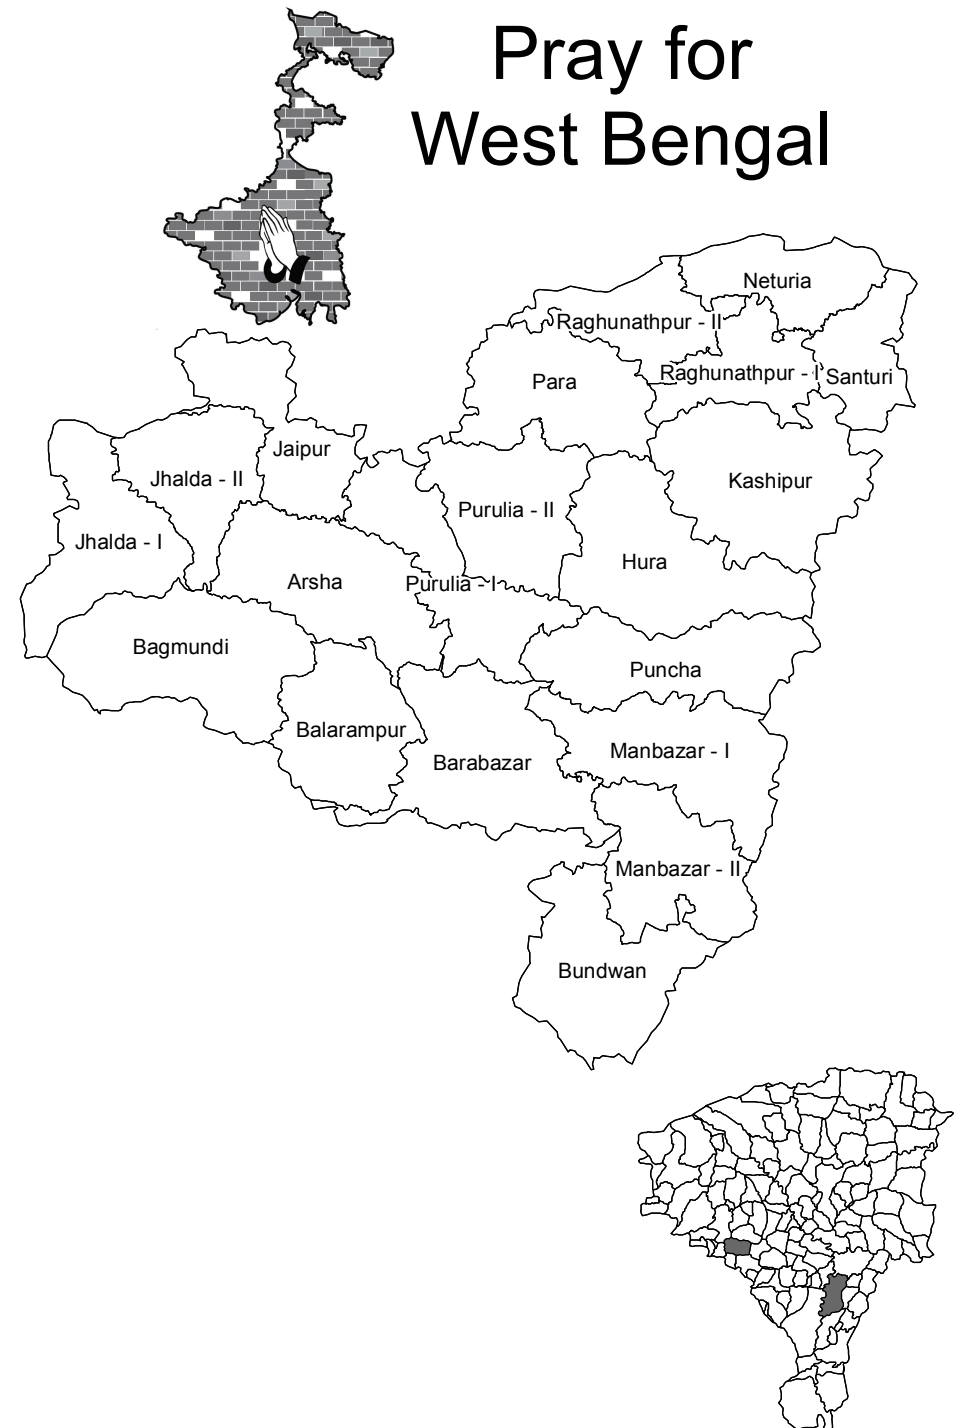 Pray for
West Bengal
Neturia
Raghunathpur - II
Raghunathpur - I
Santuri
Para
Jaipur
Jhalda - II
Kashipur
Purulia - II
Jhalda - I
Hura
Arsha
Purulia - I
Bagmundi
Puncha
Balarampur
Manbazar - I
Barabazar
Manbazar - II
Bundwan